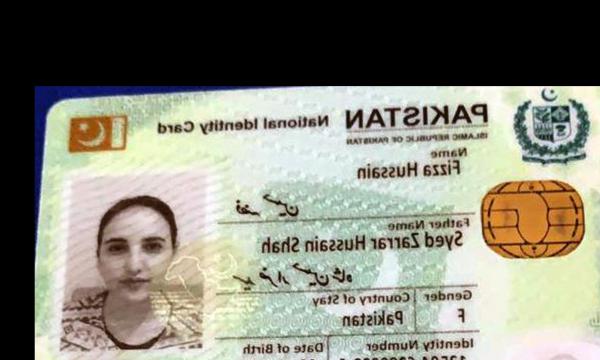 PAKISTAN National Identity Card
ISLAMIC REPUBLIC OF PAKISTAN
Name
Fizza Hussain
Father Name
Syed Zarrar Hussain Shah
Gender Country of Stay
F Pakistan
Identity Number Date of Birth